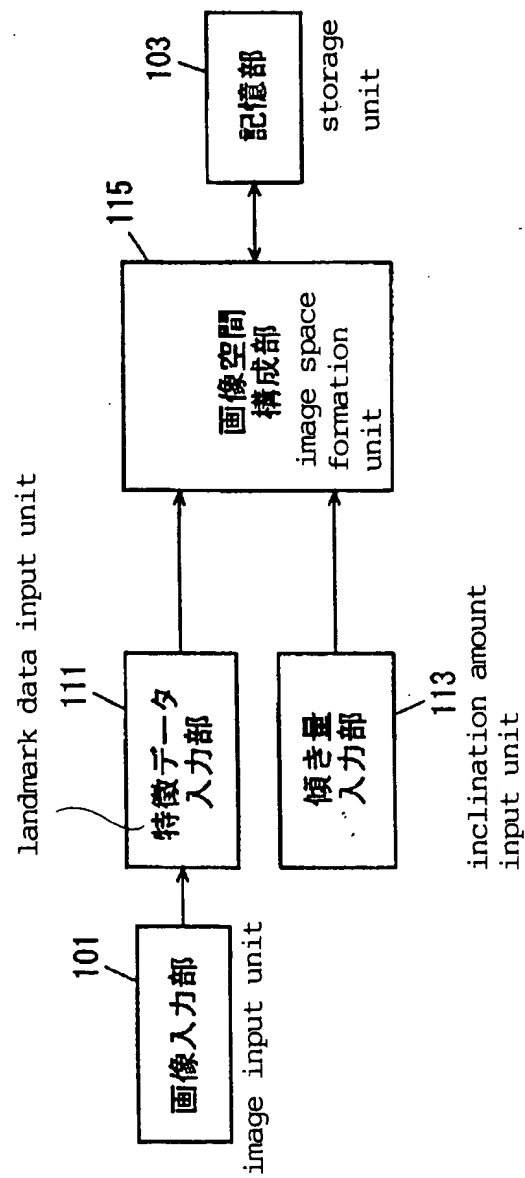 101
画像入力部
image input unit
landmark data input unit
111
特徴データ
入力部
傾き量
入力部
113
inclination amount
input unit
115
画像空間
構成部
image space
formation
unit
103
記憶部
storage
unit